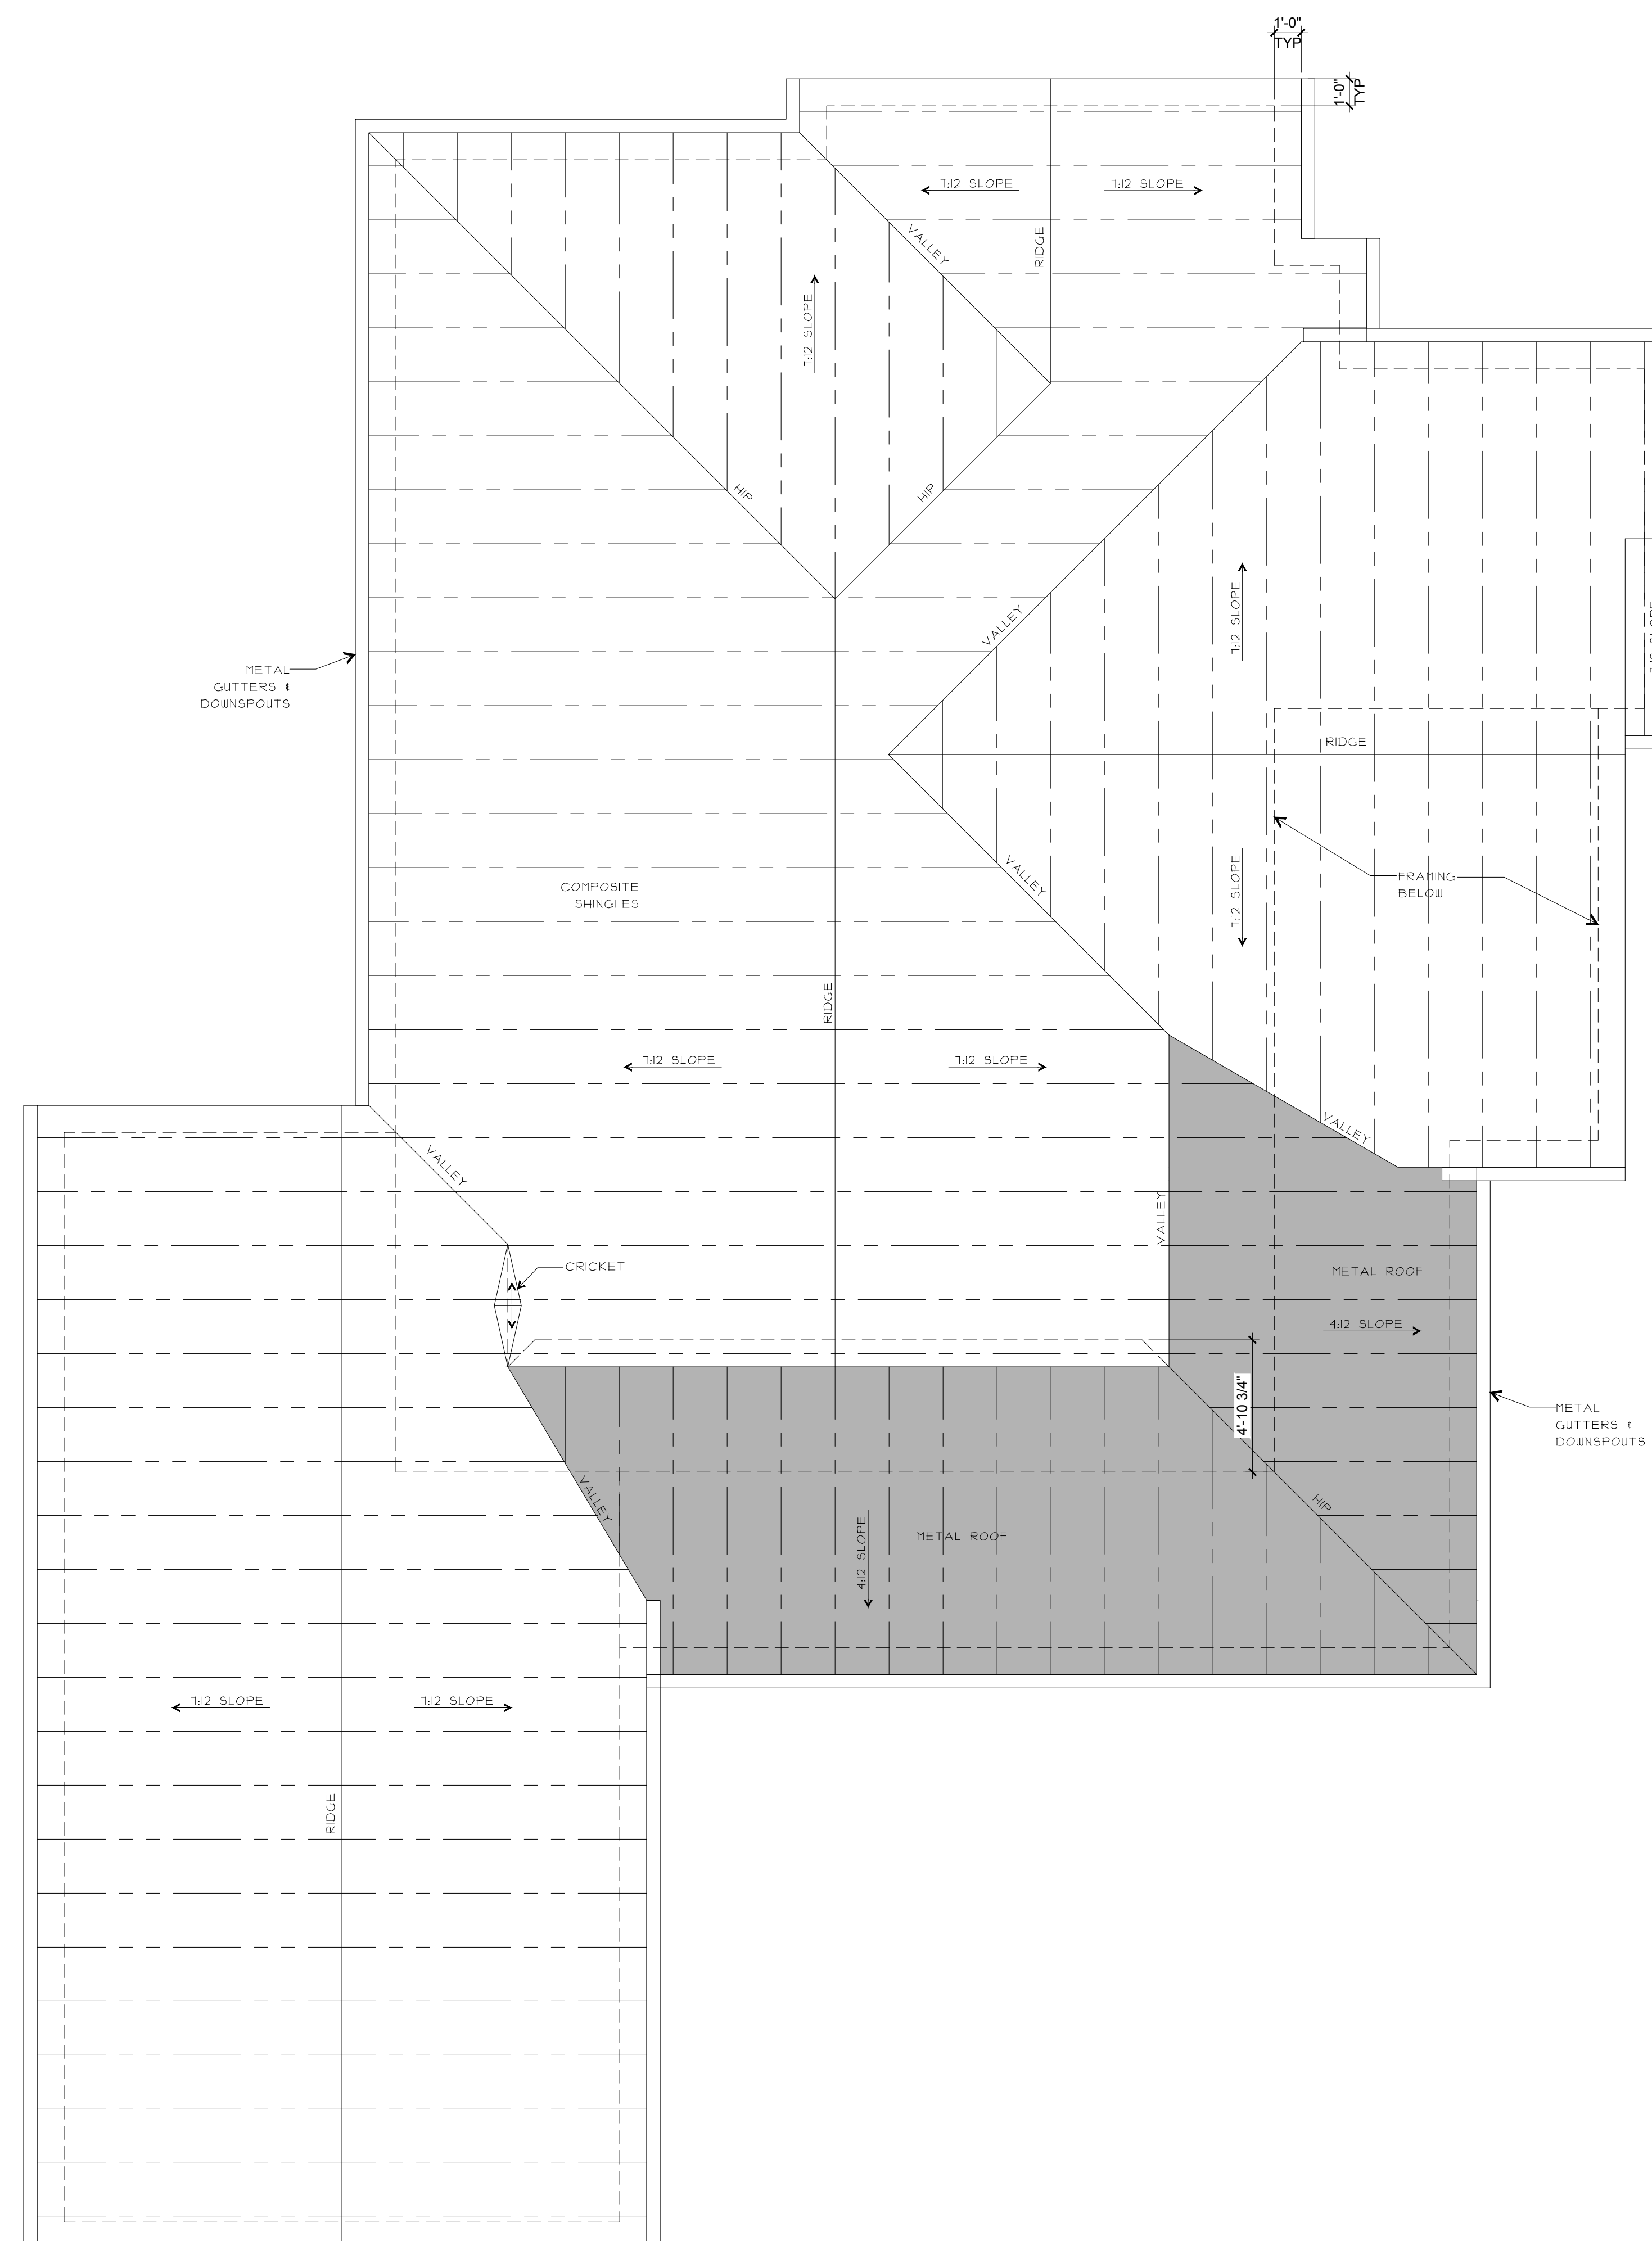 1'-0"
TYP
1'-0"
TYP
7:12 SLOPE
7:12 SLOPE
VALLEY
RIDGE
7:12 SLOPE
HIP
HIP
VALLEY
7:12 SLOPE
7:12 SLOPE
METAL
GUTTERS &
DOWNSPOUTS
RIDGE
VALLEY
7:12 SLOPE
FRAMING
BELOW
COMPOSITE
SHINGLES
RIDGE
7:12 SLOPE
7:12 SLOPE
VALLEY
VALLEY
VALLEY
CRICKET
METAL ROOF
4:12 SLOPE
4'-10 3/4"
METAL
GUTTERS &
DOWNSPOUTS
VALLEY
HIP
METAL ROOF
4:12 SLOPE
7:12 SLOPE
7:12 SLOPE
RIDGE